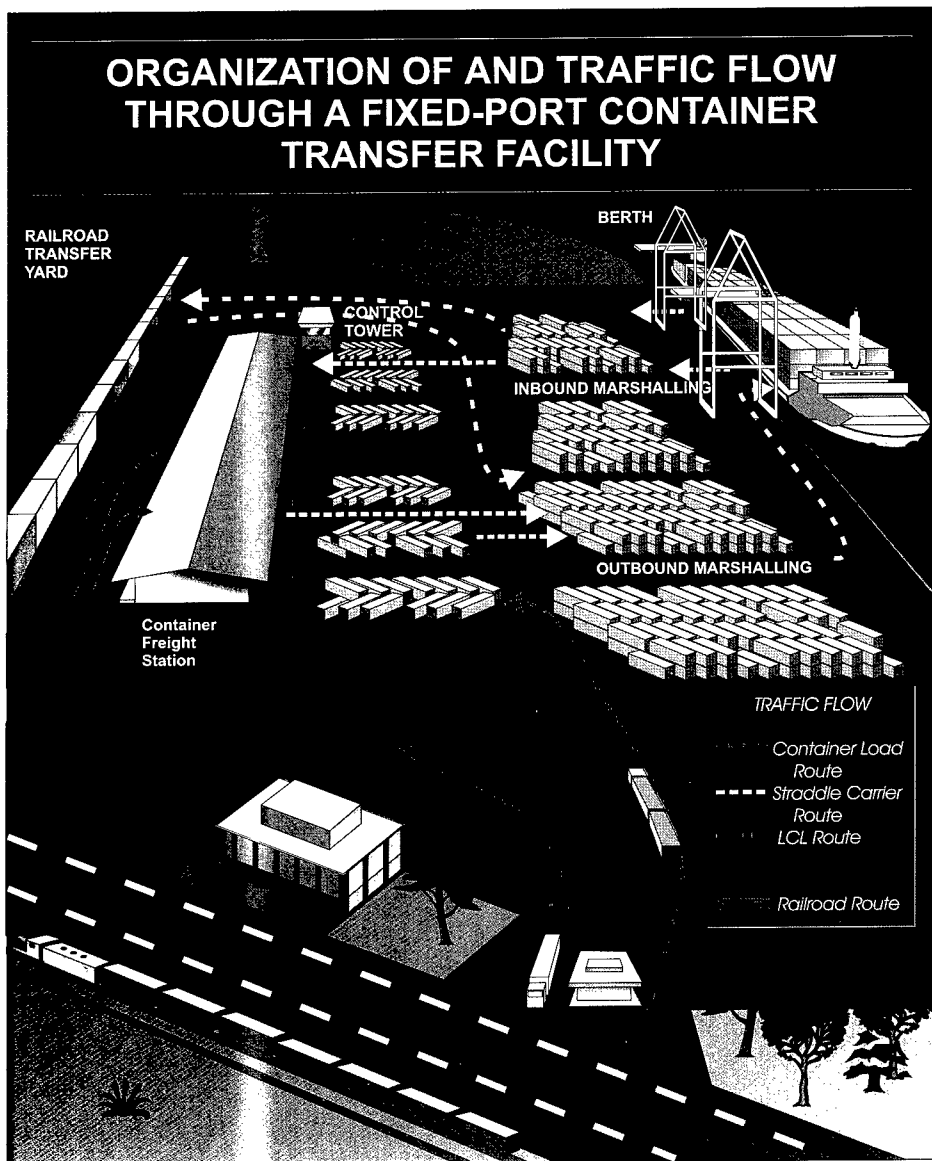 ORGANIZATION OF AND TRAFFIC FLOW
THROUGH A FIXED-PORT CONTAINER
TRANSFER FACILITY
BERTH
RAILROAD
TRANSFER
YARD
CONTROL
TOWER
INBOUND MARSHALLING
OUTBOUND MARSHALLING
Container
Freight
Station
TRAFFIC FLOW
Container Load
Route
Straddle Carrier
Route
LCL Route
Railroad Route